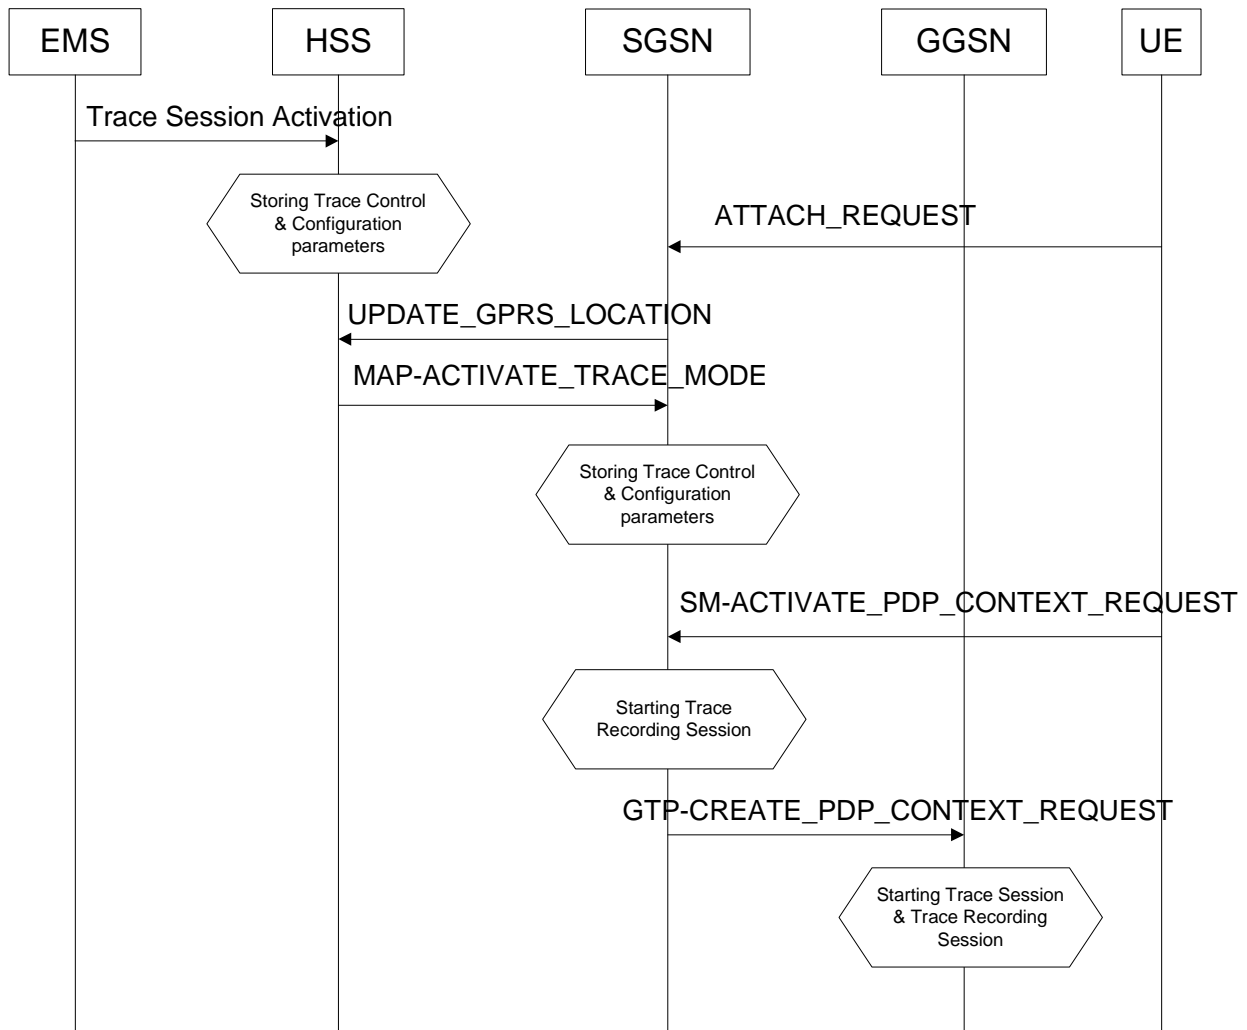 EMS
HSS
SGSN
GGSN
UE
Trace Session Activation
Storing Trace Control
& Configuration
parameters
ATTACH_REQUEST
UPDATE_GPRS_LOCATION
MAP-ACTIVATE_TRACE_MODE
Storing Trace Control
& Configuration
parameters
SM-ACTIVATE_PDP_CONTEXT_REQUEST
Starting Trace
Recording Session
GTP-CREATE_PDP_CONTEXT_REQUEST
Starting Trace Session
& Trace Recording
Session